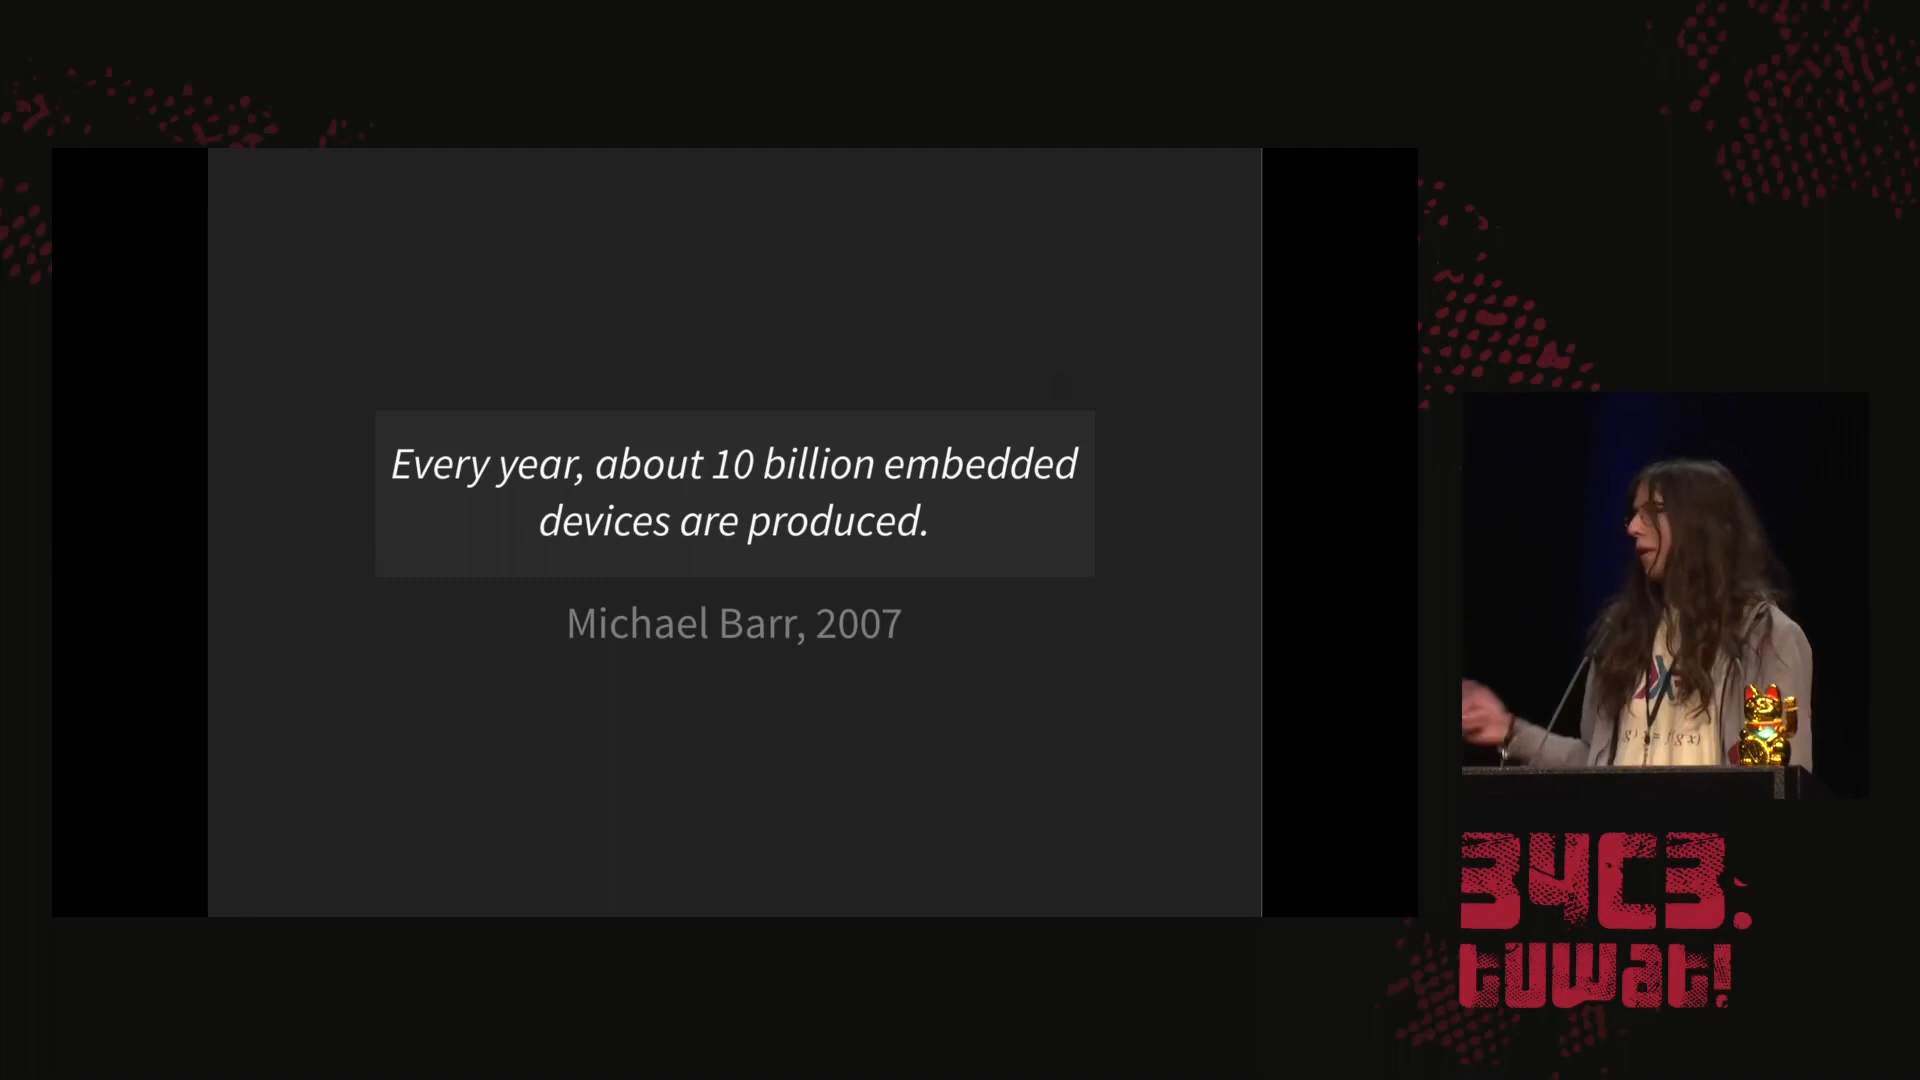 Every year, about 10 billion embedded
devices are produced.
Michael Barr, 2007
34C3.
tuwat!